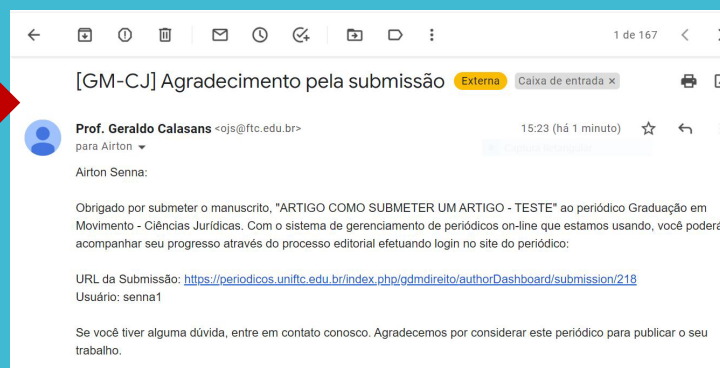 1 de 167
[GM-CJ] Agradecimento pela submissão Externa Caixa de entrada ×
Prof. Geraldo Calasans <ojs@ftc.edu.br> 15:23 (há 1 minuto)
para Airton
Airton Senna:
Obrigado por submeter o manuscrito, "ARTIGO COMO SUBMETER UM ARTIGO - TESTE" ao periódico Graduação em
Movimento - Ciências Jurídicas. Com o sistema de gerenciamento de periódicos on-line que estamos usando, você poderá
acompanhar seu progresso através do processo editorial efetuando login no site do periódico:
URL da Submissão: https://periodicos.uniftc.edu.br/index.php/gdmdireito/authorDashboard/submission/218
Usuário: senna1
Se você tiver alguma dúvida, entre em contato conosco. Agradecemos por considerar este periódico para publicar o seu
trabalho.